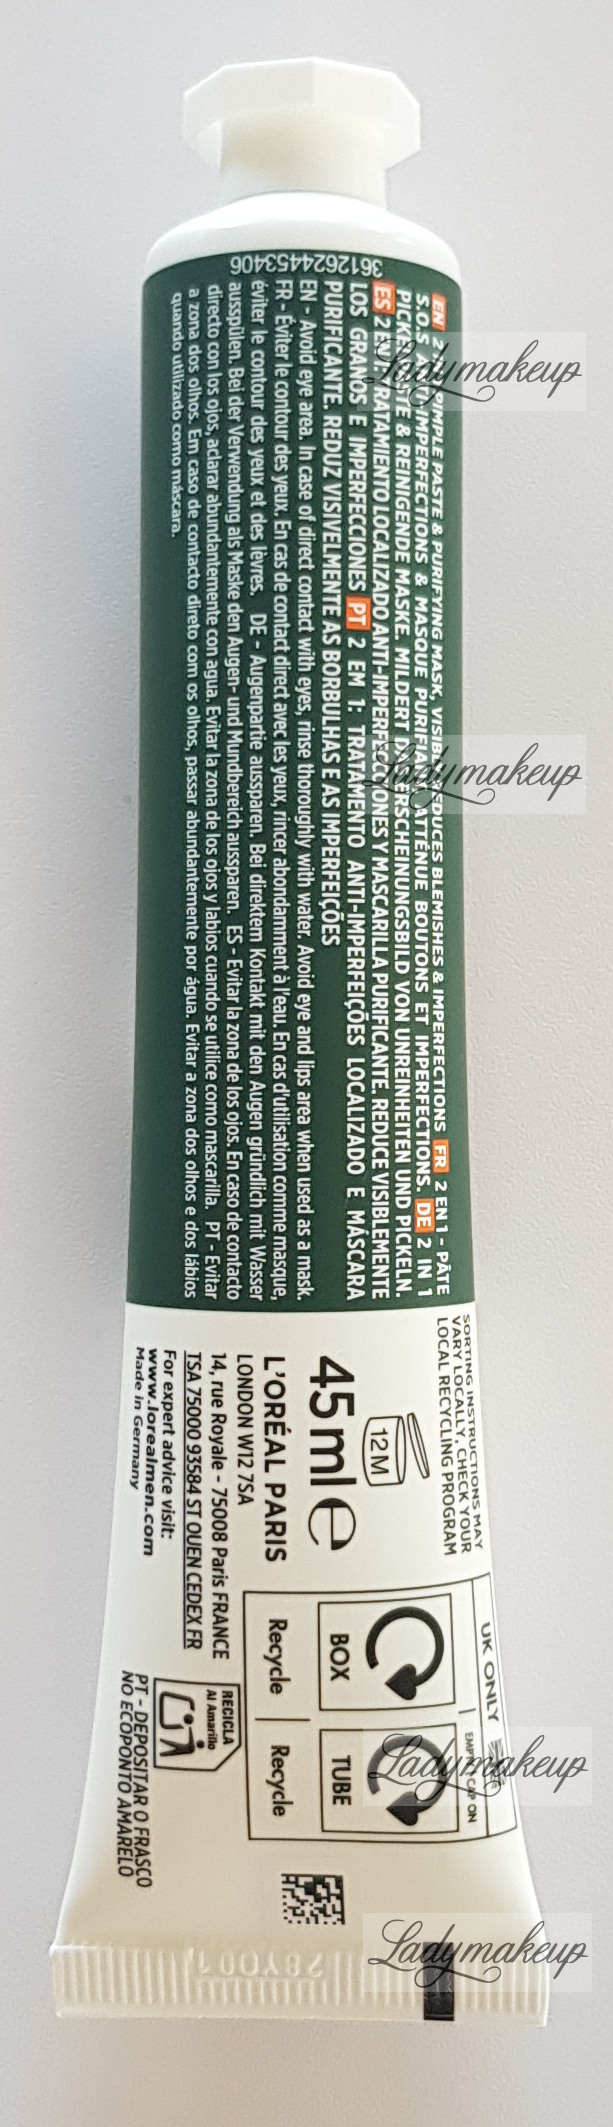 3612624453406
EN 2 PIMPLE PASTE & PURIFYING MASK, VISIBLY REDUCES BLEMISHES & IMPERFECTIONS FR 2 EN 1 - PÂTE
S.O.S IMPERFECTIONS & MASQUE PURIFIANT. ATTÉNUE BOUTONS ET IMPERFECTIONS. DE 2 IN 1
PICKEL & REINIGENDE MASKE. MILDERT ERSCHEINUNGSBILD VON UNREINHEITEN UND PICKELN.
ES 2 TRATAMIENTO LOCALIZADO ANTI-IMPERFECCIONES Y MASCARILLA PURIFICANTE. REDUCE VISIBLEMENTE
LOS GRANOS E IMPERFECCIONES PT 2 EM 1: TRATAMENTO ANTI-IMPERFEIÇÕES LOCALIZADO E MÁSCARA
PURIFICANTE. REDUZ VISIVELMENTE AS BORBULHAS E AS IMPERFEIÇÕES
EN - Avoid eye area. In case of direct contact with eyes, rinse thoroughly with water. Avoid eye and lips area when used as a mask.
FR - Éviter le contour des yeux. En cas de contact direct avec les yeux, rincer abondamment à l'eau. En cas d'utilisation comme masque,
éviter le contour des yeux et des lèvres. DE - Augenpartie aussparen. Bei direktem Kontakt mit den Augen gründlich mit Wasser
ausspülen. Bei der Verwendung als Maske den Augen- und Mundbereich aussparen. ES - Evitar la zona de los ojos. En caso de contacto
directo con los ojos, aclarar abundantemente con agua. Evitar la zona de los ojos y labios cuando se utilice como mascarilla. PT - Evitar
a zona dos olhos. Em caso de contacto direto com os olhos, passar abundantemente por água. Evitar a zona dos olhos e dos lábios
quando utilizado como máscara.
SORTING INSTRUCTIONS MAY
VARY LOCALLY, CHECK YOUR
LOCAL RECYCLING PROGRAM
12M
45 ml e
L'ORÉAL PARIS
LONDON W12 7SA
14, rue Royale - 75008 Paris FRANCE
TSA 75000 93584 ST OUEN CEDEX FR
For expert advice visit:
www.lorealmen.com
Made in Germany
UK ONLY
EMPTY CAP ON
BOX
TUBE
Recycle
Recycle
RECICLA
Al Amarillo
PT - DEPOSITAR O FRASCO
NO ECOPONTO AMARELO
Ladymakeup
Ladymakeup
Ladymakeup
Ladymakeup